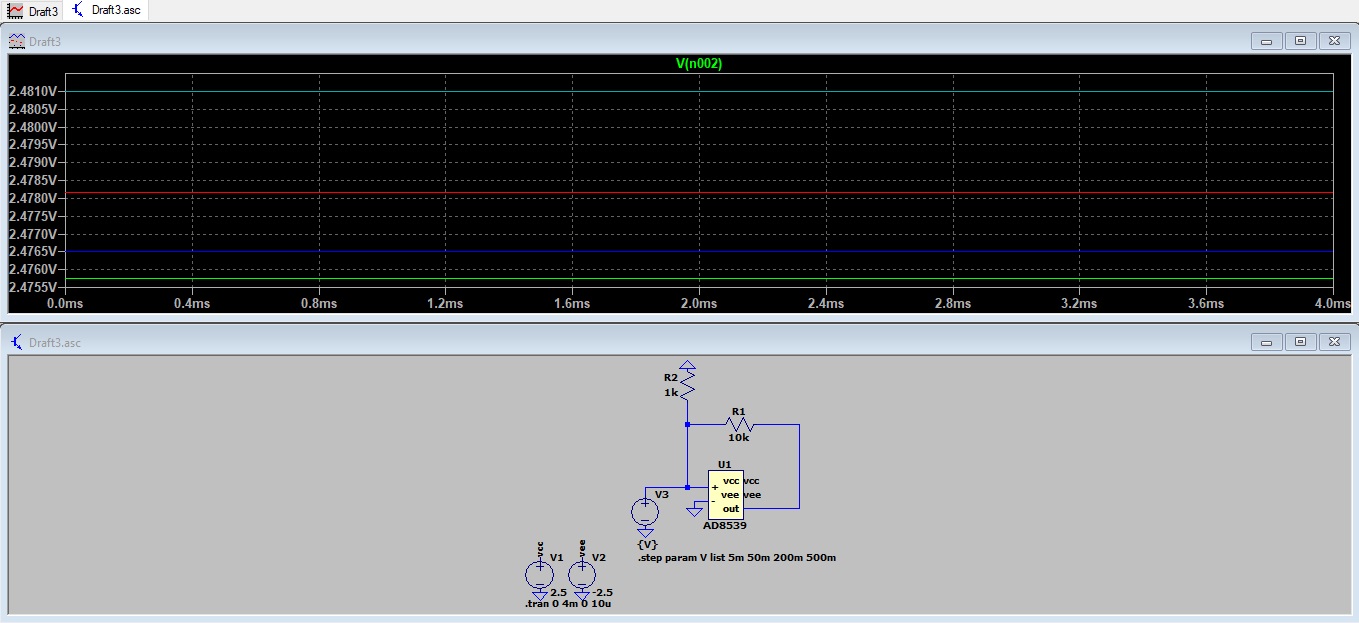 Draft3 Draft3.asc
Draft3
V(n002)
2.4810V
2.4805V
2.4800V
2.4795V
2.4790V
2.4785V
2.4780V
2.4775V
2.4770V
2.4765V
2.4760V
2.4755V
0.0ms 0.4ms 0.8ms 1.2ms 1.6ms 2.0ms 2.4ms 2.8ms 3.2ms 3.6ms 4.0ms
Draft3.asc
R2
1k
R1
10k
U1
+ vcc vcc
V3 vee vee
- out
AD8539
{V}
.step param V list 5m 50m 200m 500m
vcc vee
V1 V2
2.5 -2.5
.tran 0 4m 0 10u